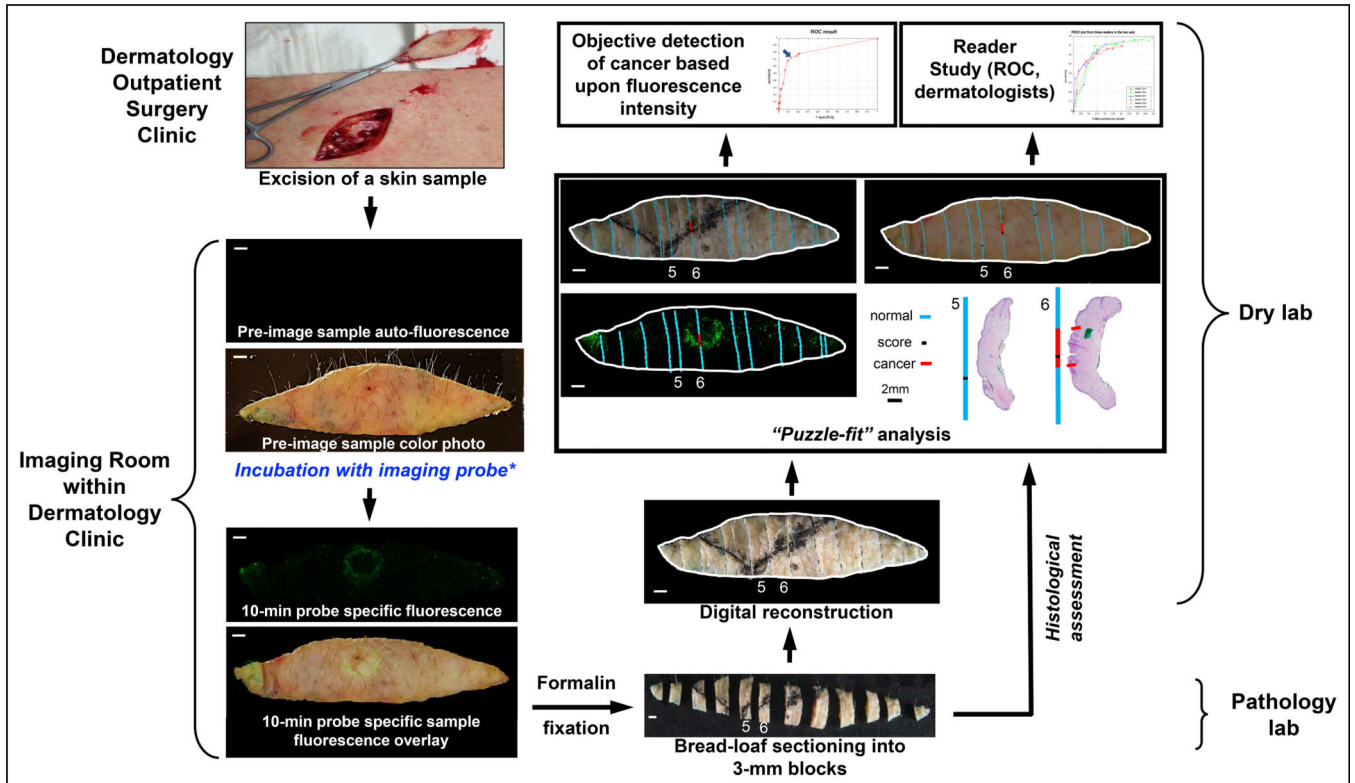 Dermatology
Outpatient
Surgery
Clinic
Excision of a skin sample
Imaging Room
within
Dermatology
Clinic
Pre-image sample auto-fluorescence
Pre-image sample color photo
Incubation with imaging probe*
10-min probe specific fluorescence
10-min probe specific sample
fluorescence overlay
Formalin
fixation
5 6
Bread-loaf sectioning into
3-mm blocks
Pathology
lab
5 6
Digital reconstruction
Histological
assessment
5 6
5 6
5 6
5
6
normal
score
cancer
2mm
"Puzzle-fit" analysis
Dry lab
Objective detection
of cancer based
upon fluorescence
intensity
ROC result
sensitivity
1-specificity
Reader
Study (ROC,
dermatologists)